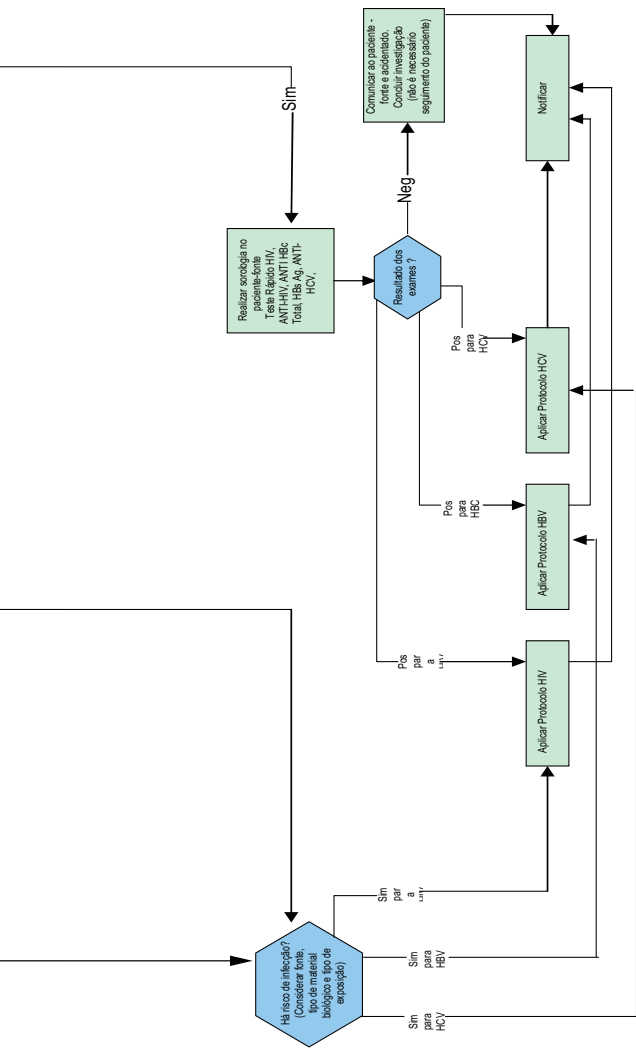 Sim
Realizar sorologia no
paciente-fonte
Teste Rápido HIV,
ANTI-HIV, ANTI HBc
Total, HBs Ag, ANTI-
HCV,
Comunicar ao paciente -
fonte e acidentado.
Concluir investigação
(não é necessário
seguimento do paciente)
Notificar
Neg
Resultado dos
exames ?
Pos
para
HCV
Aplicar Protocolo HCV
Pos
para
HBC
Aplicar Protocolo HBV
Pos
par
a
Aplicar Protocolo HIV
Há risco de infecção?
(Considerar fonte,
tipo de material
biológico e tipo de
exposição)
Sim
par
a
Sim
para
HBV
Sim
para
HCV